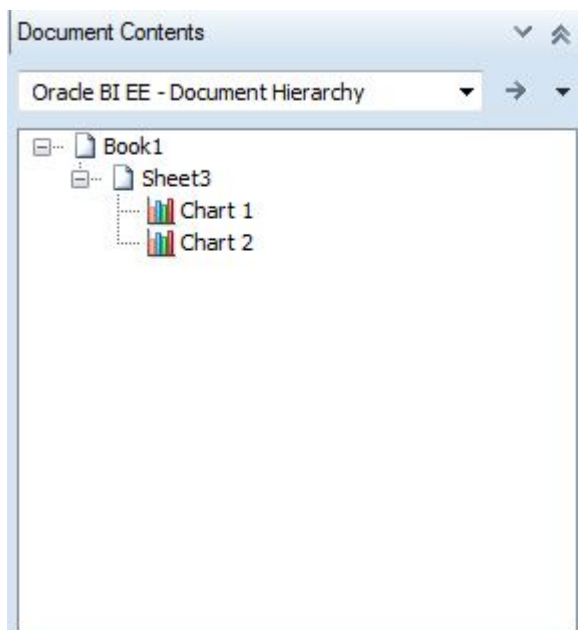 Document Contents
Oracle BI EE - Document Hierarchy
Book1
Sheet3
Chart 1
Chart 2